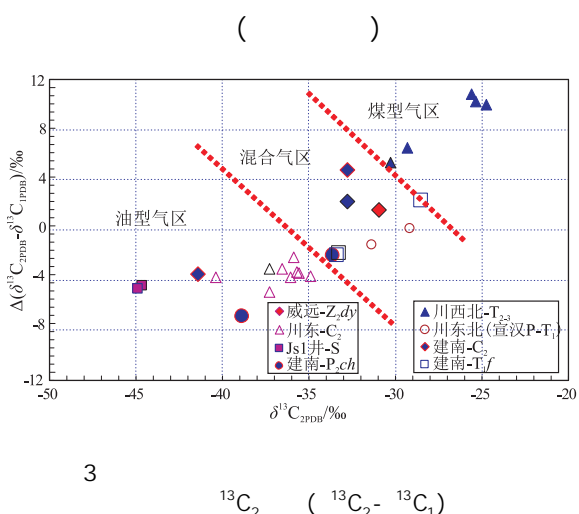 (          )
12
8
4
0
-4
-8
-12
-50 -45 -40 -35 -30 -25 -20
Δ(δ¹³C₂PDB-δ¹³C₁PDB)/‰
煤型气区
混合气区
油型气区
威远-Z₂dy
川东-C₂
Js1井-S
建南-P₂ch
川西北-T₂₋₃
川东北(宣汉P-T₁)
建南-C₂
建南-T₁f
δ¹³C₂PDB/‰
3
¹³C₂ (¹³C₂- ¹³C₁)